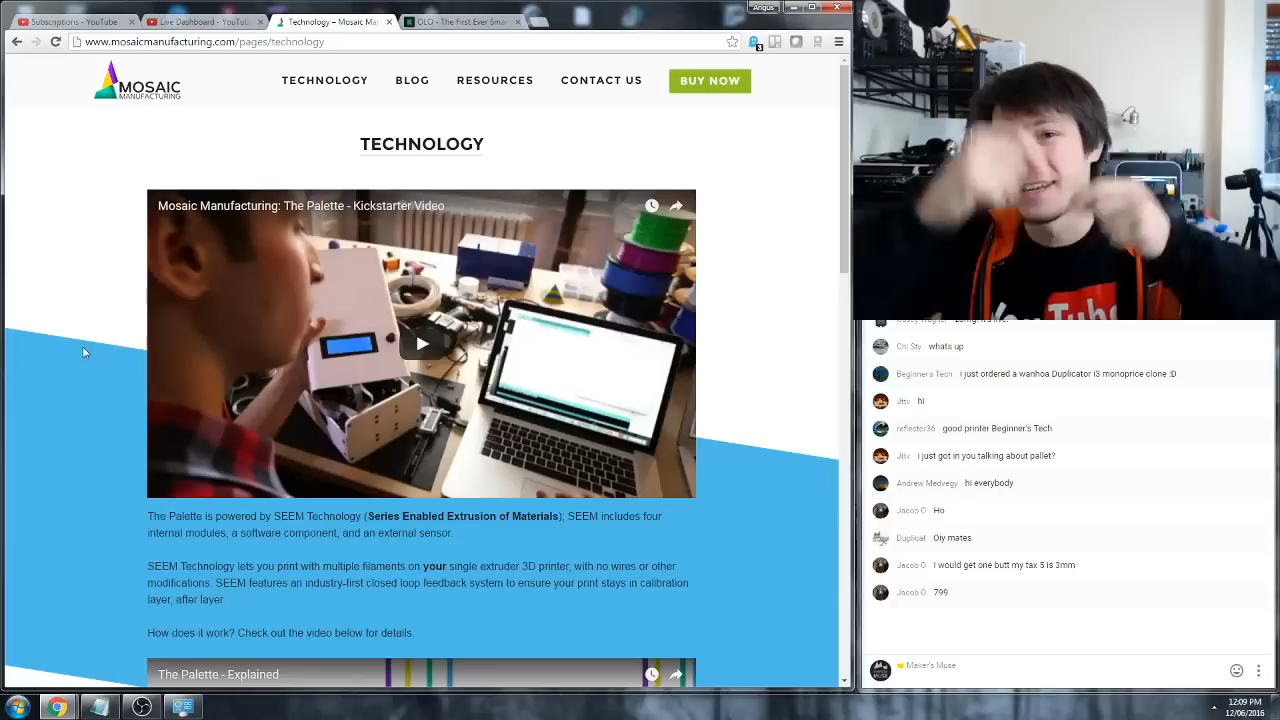 Subscriptions - YouTube
Live Dashboard - YouTu
Technology – Mosaic Ma
OLO - The First Ever Sma
Angus
www.mosaicmanufacturing.com/pages/technology
3
MOSAIC
MANUFACTURING
TECHNOLOGY
BLOG
RESOURCES
CONTACT US
BUY NOW
TECHNOLOGY
Mosaic Manufacturing: The Palette - Kickstarter Video
The Palette is powered by SEEM Technology (Series Enabled Extrusion of Materials); SEEM includes four
internal modules, a software component, and an external sensor.
SEEM Technology lets you print with multiple filaments on your single extruder 3D printer, with no wires or other
modifications. SEEM features an industry-first closed loop feedback system to ensure your print stays in calibration
layer, after layer.
How does it work? Check out the video below for details.
The Palette - Explained
You Tube
Chi Sty whats up
Beginner's Tech i just ordered a wanhoa Duplicator i3 monoprice clone :D
Jttv hi
reflector36 good printer Beginner's Tech
Jttv i just got in you talking about pallet?
Andrew Medvegy hi everybody
Jacob O Ho
Duplicat Oiy mates
Jacob O I would get one butt my tax 5 is 3mm
Jacob O 799
Maker's Muse
12:09 PM
12/06/2016